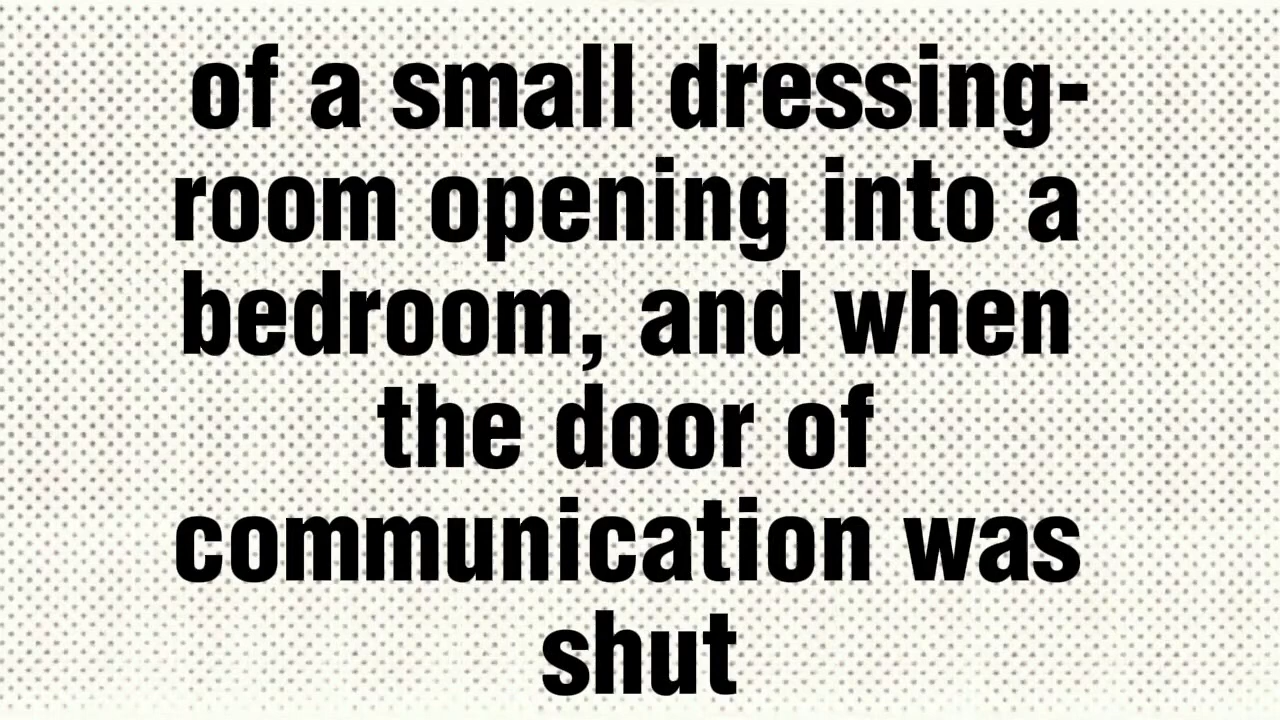 of a small dressing-
room opening into a
bedroom, and when
the door of
communication was
shut